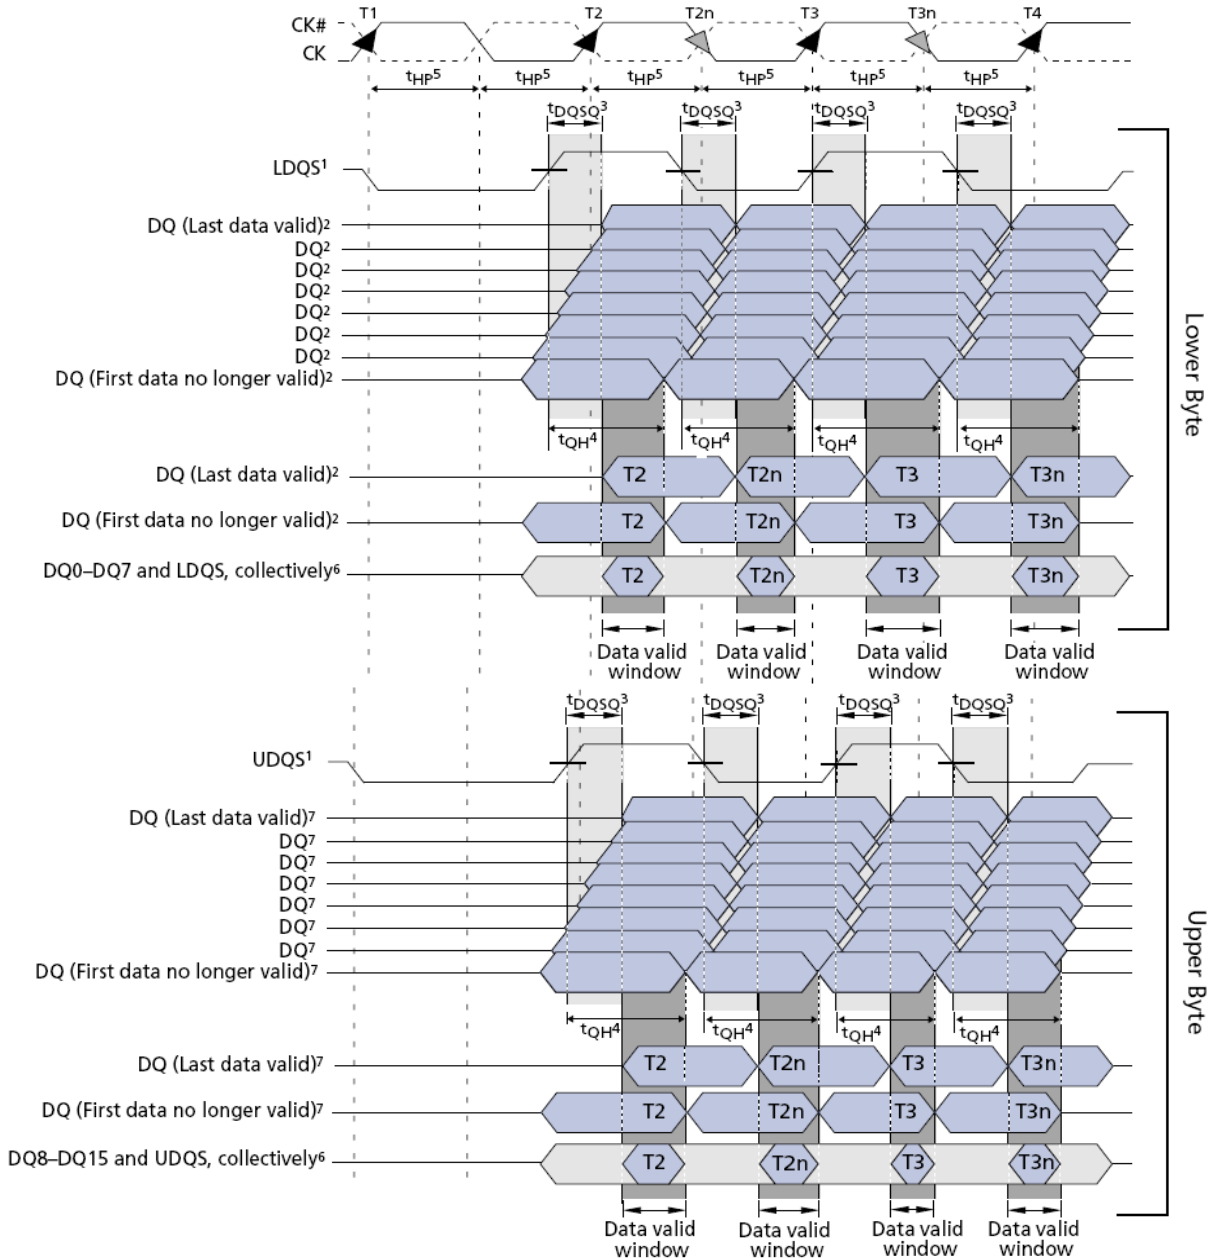 CK# T1 T2 T2n T3 T3n T4
CK
tHP5 tHP5 tHP5 tHP5 tHP5 tHP5
tDQSQ3 tDQSQ3 tDQSQ3 tDQSQ3
LDQS1
DQ (Last data valid)2
DQ2
DQ2
DQ2
DQ2
DQ2
DQ2
DQ (First data no longer valid)2
Lower Byte
tQH4 tQH4 tQH4 tQH4
DQ (Last data valid)2 T2 T2n T3 T3n
DQ (First data no longer valid)2 T2 T2n T3 T3n
DQ0–DQ7 and LDQS, collectively6 T2 T2n T3 T3n
Data valid window Data valid window Data valid window Data valid window
tDQSQ3 tDQSQ3 tDQSQ3 tDQSQ3
UDQS1
DQ (Last data valid)7
DQ7
DQ7
DQ7
DQ7
DQ7
DQ7
DQ (First data no longer valid)7
Upper Byte
tQH4 tQH4 tQH4 tQH4
DQ (Last data valid)7 T2 T2n T3 T3n
DQ (First data no longer valid)7 T2 T2n T3 T3n
DQ8–DQ15 and UDQS, collectively6 T2 T2n T3 T3n
Data valid window Data valid window Data valid window Data valid window